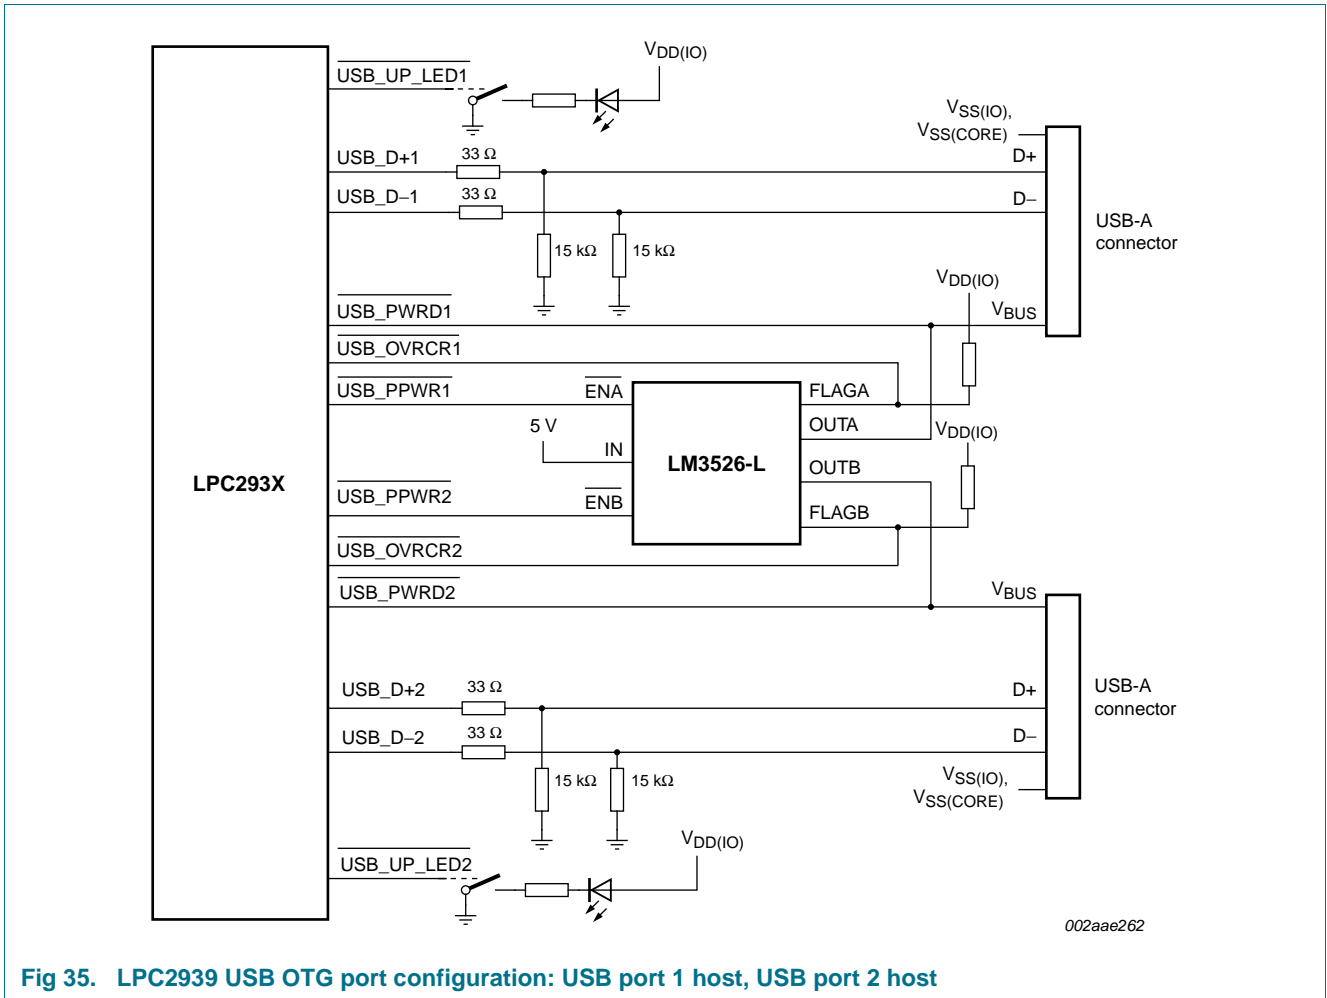 USB_UP_LED1
VDD(IO)
VSS(IO),
VSS(CORE)
USB_D+1
33 Ω
D+
USB_D−1
33 Ω
D−
USB-A
connector
15 kΩ
15 kΩ
VDD(IO)
USB_PWRD1
VBUS
USB_OVRCR1
USB_PPWR1
ENA
FLAGA
5 V
OUTA
VDD(IO)
IN
LM3526-L
OUTB
LPC293X
USB_PPWR2
ENB
FLAGB
USB_OVRCR2
USB_PWRD2
VBUS
USB_D+2
33 Ω
D+
USB-A
connector
USB_D−2
33 Ω
D−
15 kΩ
15 kΩ
VSS(IO),
VSS(CORE)
VDD(IO)
USB_UP_LED2
002aae262
Fig 35. LPC2939 USB OTG port configuration: USB port 1 host, USB port 2 host